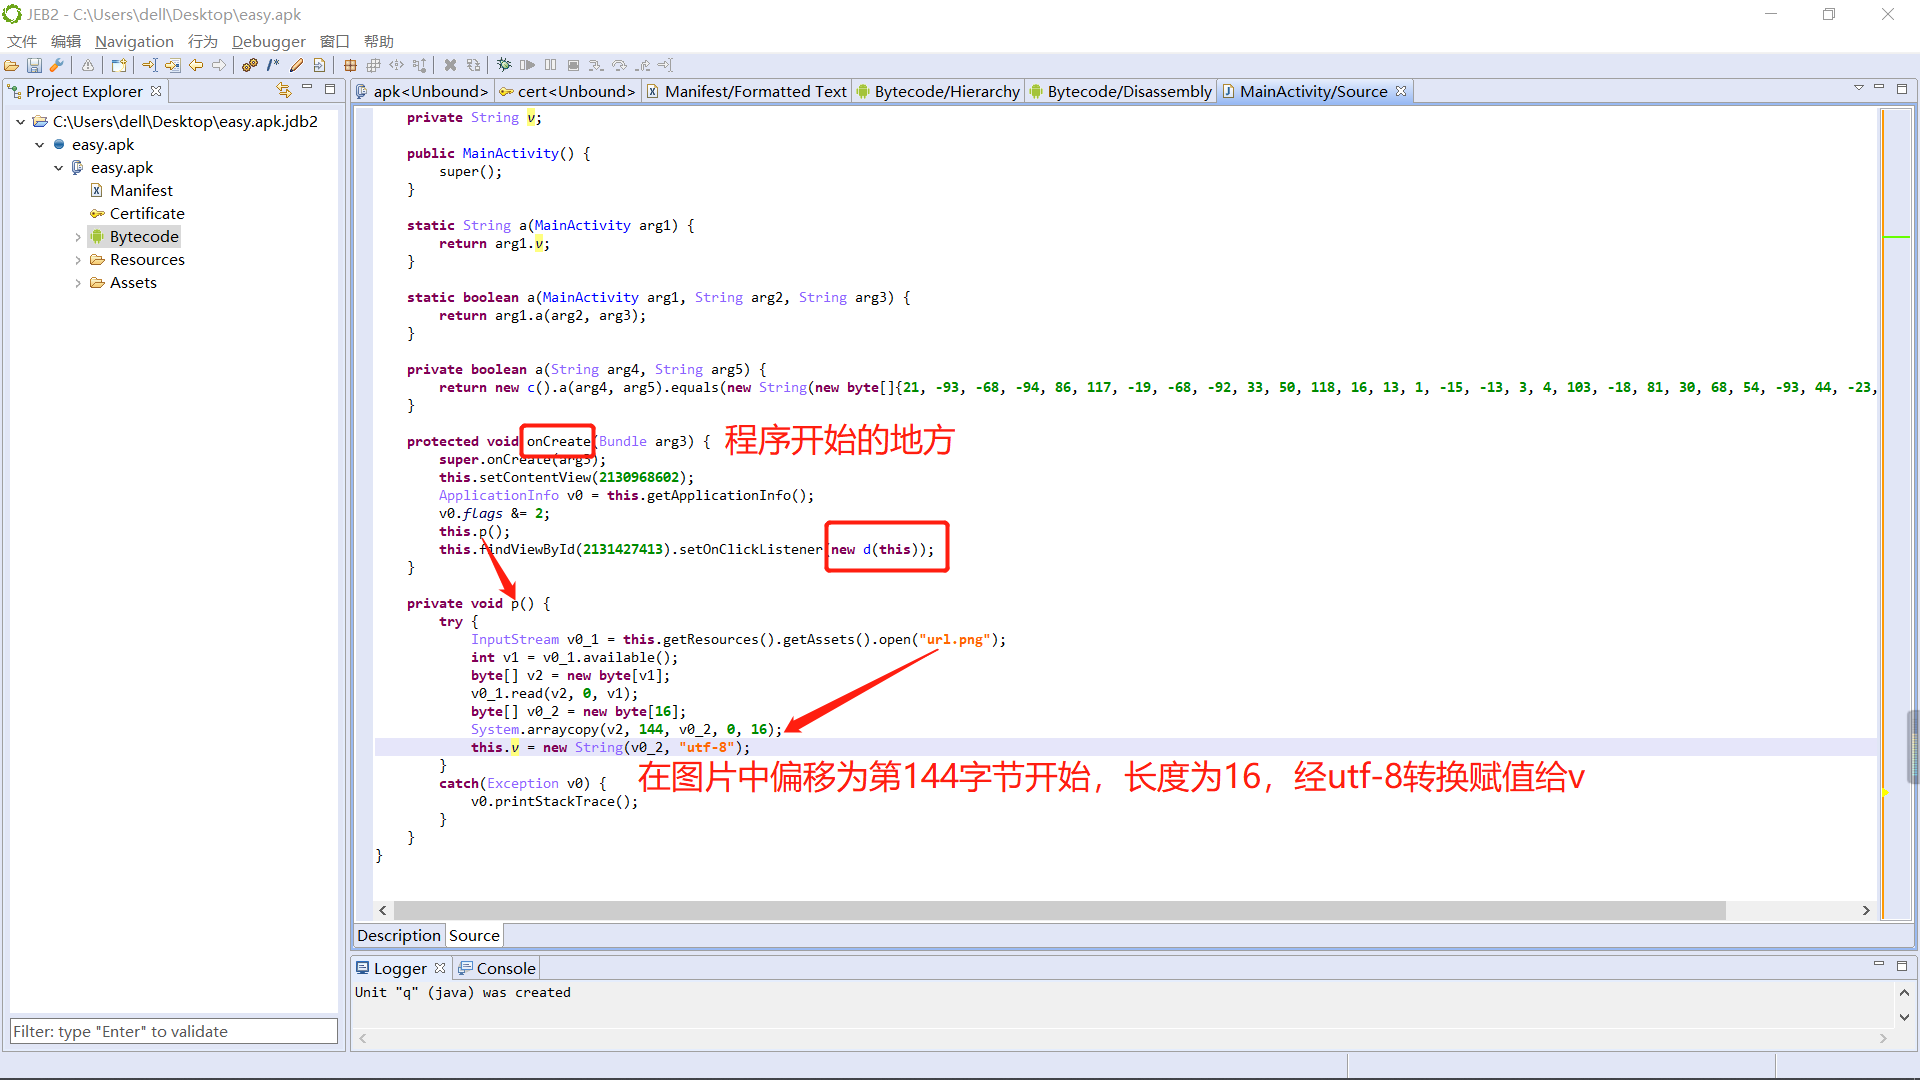 JEB2 - C:\Users\dell\Desktop\easy.apk
文件 编辑 Navigation 行为 Debugger 窗口 帮助
Project Explorer
C:\Users\dell\Desktop\easy.apk.jdb2
easy.apk
easy.apk
Manifest
Certificate
Bytecode
Resources
Assets
Filter: type "Enter" to validate
apk<Unbound> cert<Unbound> Manifest/Formatted Text Bytecode/Hierarchy Bytecode/Disassembly MainActivity/Source
private String v;
public MainActivity() {
super();
}
static String a(MainActivity arg1) {
return arg1.v;
}
static boolean a(MainActivity arg1, String arg2, String arg3) {
return arg1.a(arg2, arg3);
}
private boolean a(String arg4, String arg5) {
return new c().a(arg4, arg5).equals(new String(new byte[]{21, -93, -68, -94, 86, 117, -19, -68, -92, 33, 50, 118, 16, 13, 1, -15, -13, 3, 4, 103, -18, 81, 30, 68, 54, -93, 44, -23,
}
protected void onCreate(Bundle arg3) { 程序开始的地方
super.onCreate(arg3);
this.setContentView(2130968602);
ApplicationInfo v0 = this.getApplicationInfo();
v0.flags &= 2;
this.p();
this.findViewById(2131427413).setOnClickListener(new d(this));
}
private void p() {
try {
InputStream v0_1 = this.getResources().getAssets().open("url.png");
int v1 = v0_1.available();
byte[] v2 = new byte[v1];
v0_1.read(v2, 0, v1);
byte[] v0_2 = new byte[16];
System.arraycopy(v2, 144, v0_2, 0, 16);
this.v = new String(v0_2, "utf-8");
}
在图片中偏移为第144字节开始，长度为16，经utf-8转换赋值给v
catch(Exception v0) {
v0.printStackTrace();
}
}
}
Description Source
Logger Console
Unit "q" (java) was created